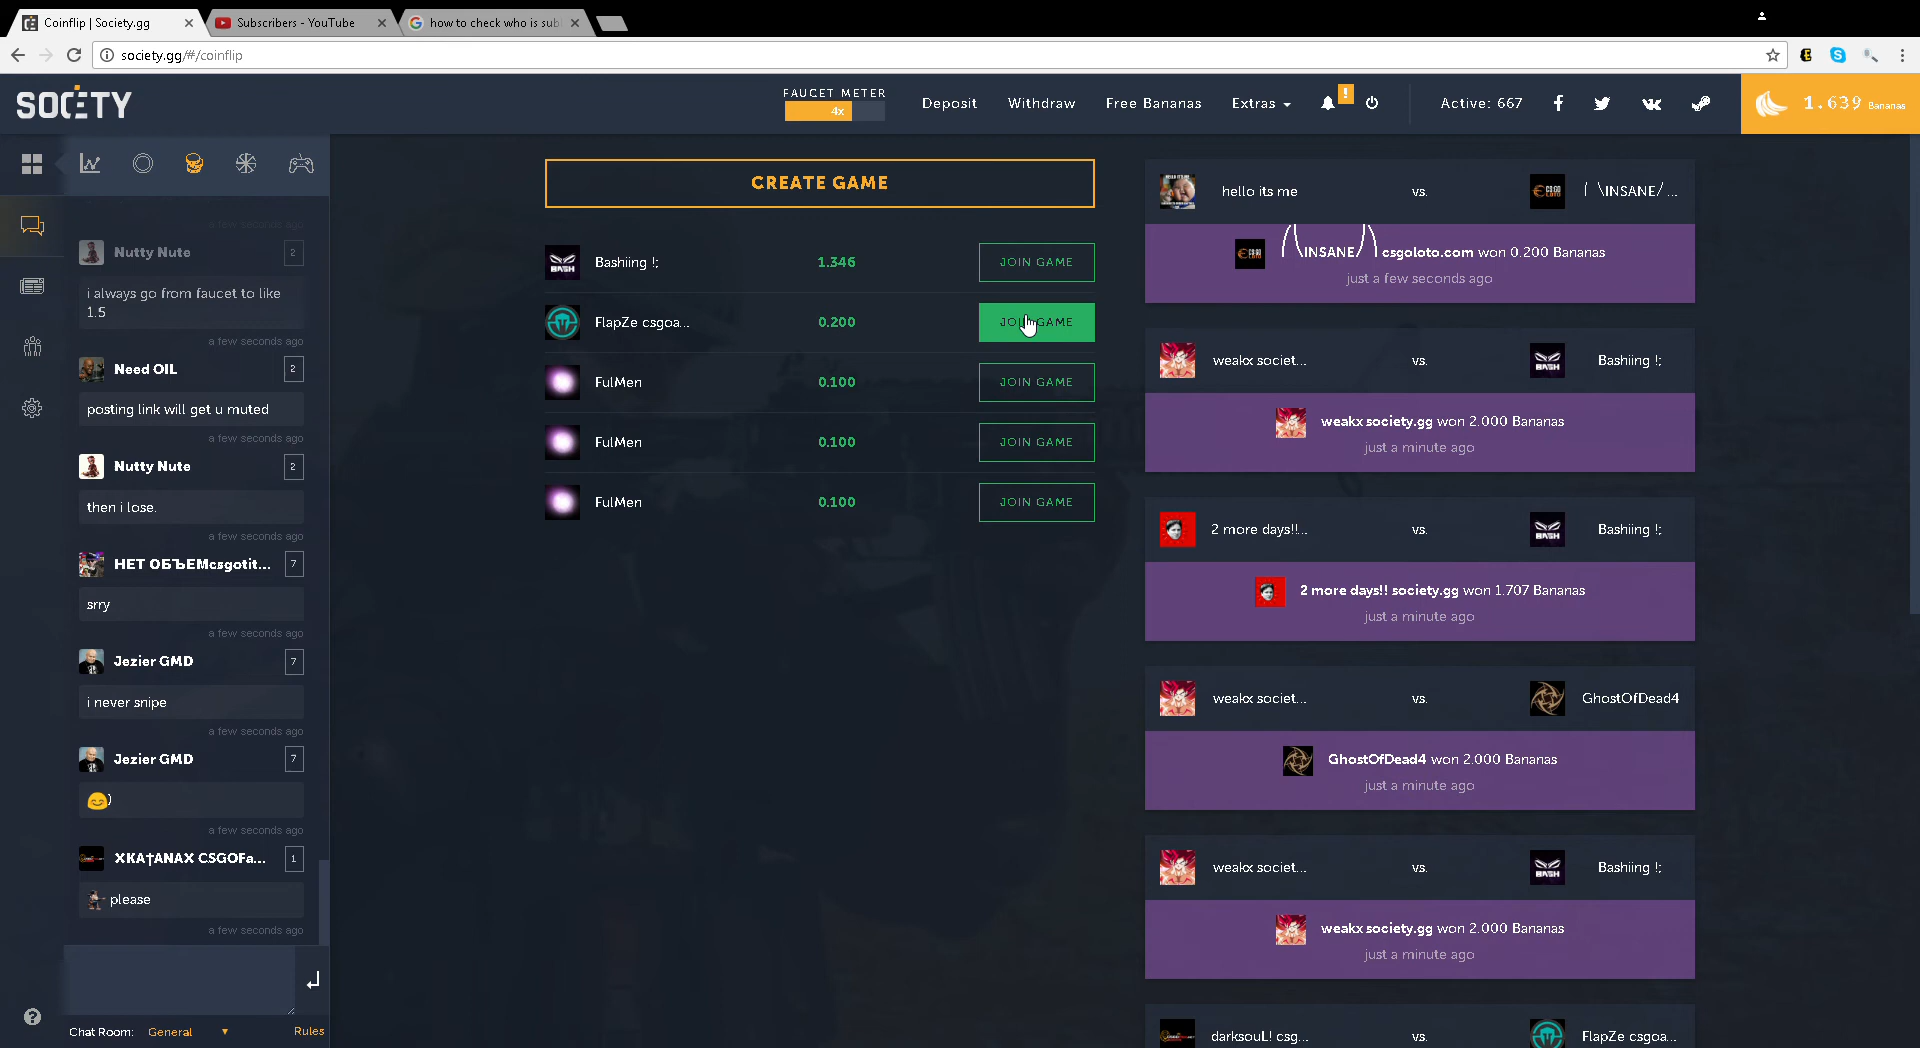 Coinflip | Society.gg
Subscribers - YouTube
how to check who is sub
society.gg/#/coinflip
SOCIETY
FAUCET METER
4x
Deposit
Withdraw
Free Bananas
Extras
!
Active: 667
1.639 Bananas
a few seconds ago
Nutty Nute
2
i always go from faucet to like
1.5
a few seconds ago
Need OIL
2
posting link will get u muted
a few seconds ago
Nutty Nute
2
then i lose.
a few seconds ago
НЕТ ОБЪЕМcsgotit...
7
srry
a few seconds ago
Jezier GMD
7
i never snipe
a few seconds ago
Jezier GMD
7
😊)
a few seconds ago
XKA†ANAX CSGOFa...
1
please
a few seconds ago
Chat Room: General
Rules
CREATE GAME
Bashiing !; 1.346 JOIN GAME
FlapZe csgoa... 0.200 JOIN GAME
FulMen 0.100 JOIN GAME
FulMen 0.100 JOIN GAME
FulMen 0.100 JOIN GAME
hello its me vs. ⎛⎝INSANE/ ...
⎛⎝INSANE⎠⎞ csgoloto.com won 0.200 Bananas
just a few seconds ago
weakx societ... vs. Bashiing !;
weakx society.gg won 2.000 Bananas
just a minute ago
2 more days!!... vs. Bashiing !;
2 more days!! society.gg won 1.707 Bananas
just a minute ago
weakx societ... vs. GhostOfDead4
GhostOfDead4 won 2.000 Bananas
just a minute ago
weakx societ... vs. Bashiing !;
weakx society.gg won 2.000 Bananas
just a minute ago
darksouL! csg... vs. FlapZe csgoa...